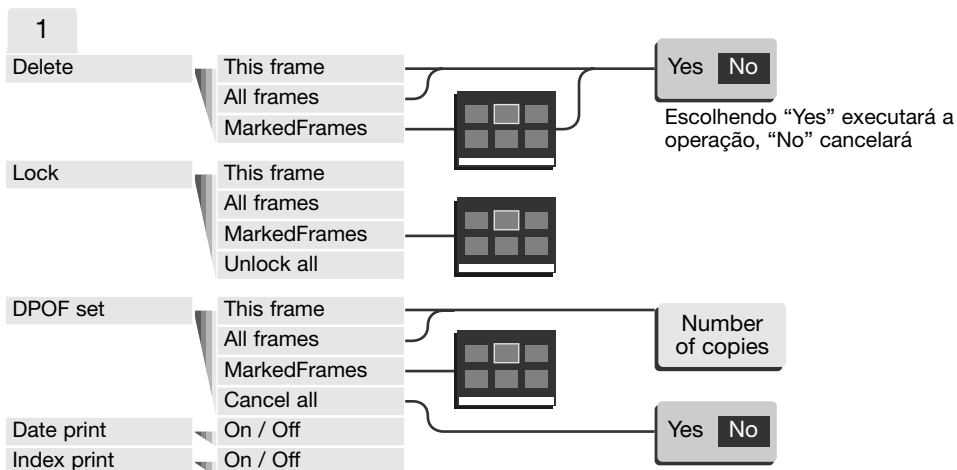 1
Delete
This frame
All frames
MarkedFrames
Yes No
Escolhendo “Yes” executará a
operação, “No” cancelará
Lock
This frame
All frames
MarkedFrames
Unlock all
DPOF set
This frame
All frames
MarkedFrames
Cancel all
Number
of copies
Yes No
Date print
On / Off
Index print
On / Off